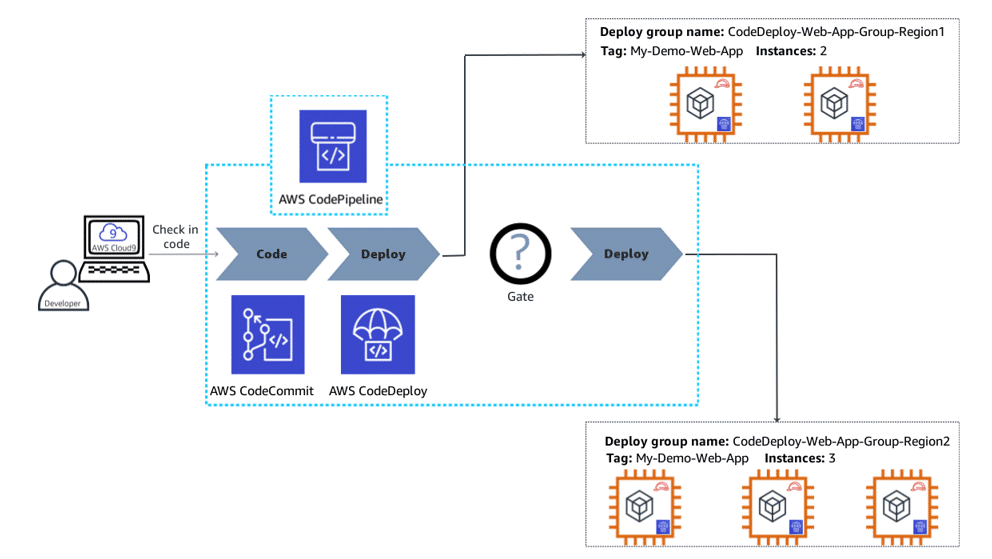 Deploy group name: CodeDeploy-Web-App-Group-Region1
Tag: My-Demo-Web-App Instances: 2
AWS CodePipeline
9
AWS Cloud9
Developer
Check in
code
Code
Deploy
?
Gate
Deploy
AWS CodeCommit
AWS CodeDeploy
Deploy group name: CodeDeploy-Web-App-Group-Region2
Tag: My-Demo-Web-App Instances: 3